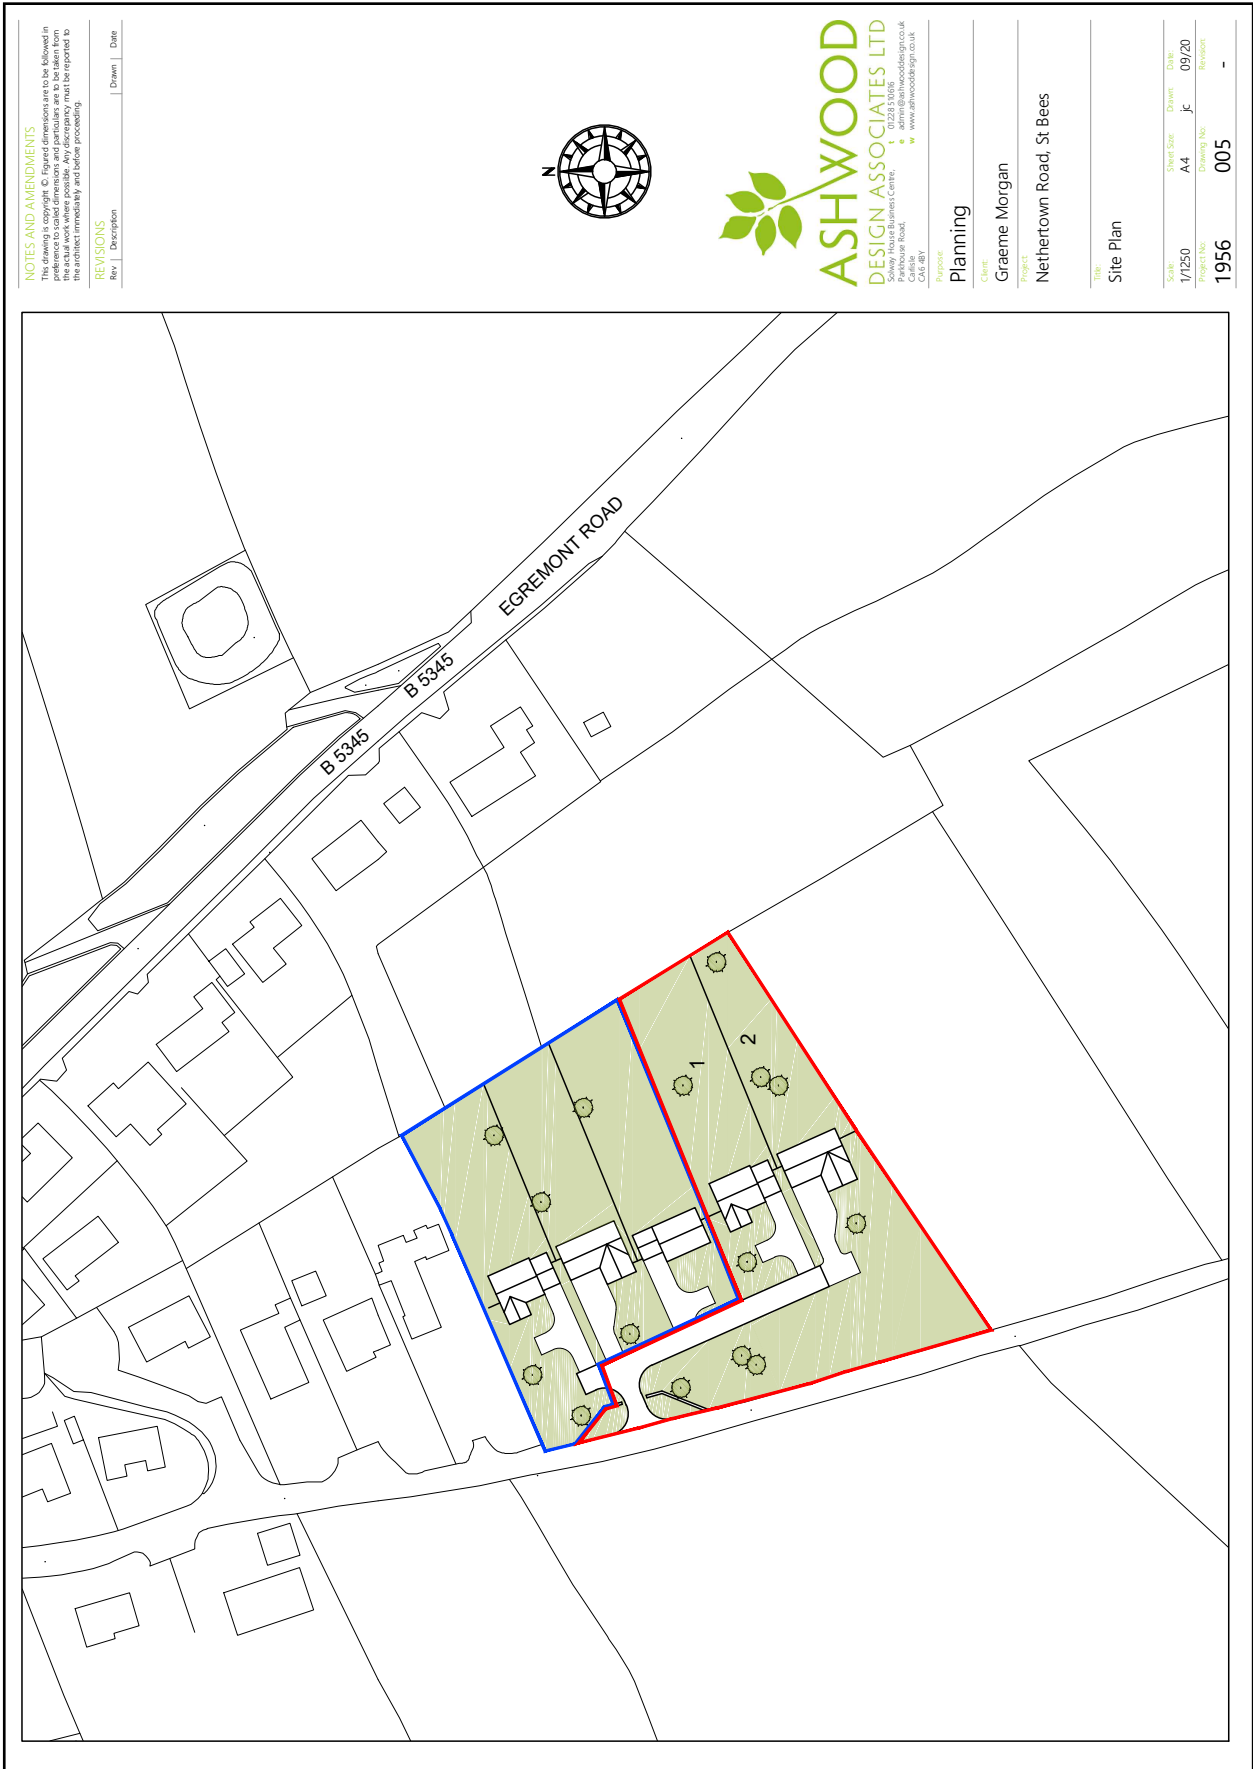 NOTES AND AMENDMENTS
This drawing is copyright ©. Figured dimensions are to be followed in
preference to scaled dimensions and particulars are to be taken from
the actual work where possible. Any discrepancy must be reported to
the architect immediately and before proceeding.
REVISIONS
Rev Description Drawn Date
N
ASHWOOD
DESIGN ASSOCIATES LTD
Solway House Business Centre,
Parkhouse Road,
Carlisle
CA6 4BY
t 01228 510616
e admin@ashwooddesign.co.uk
w www.ashwooddesign.co.uk
Purpose:
Planning
Client:
Graeme Morgan
Project:
Nethertown Road, St Bees
Title:
Site Plan
Scale: Sheet Size: Drawn: Date:
1/1250 A4 jc 09/20
Project No: Drawing No: Revision:
1956 005 -
B 5345
B 5345
EGREMONT ROAD
1
2